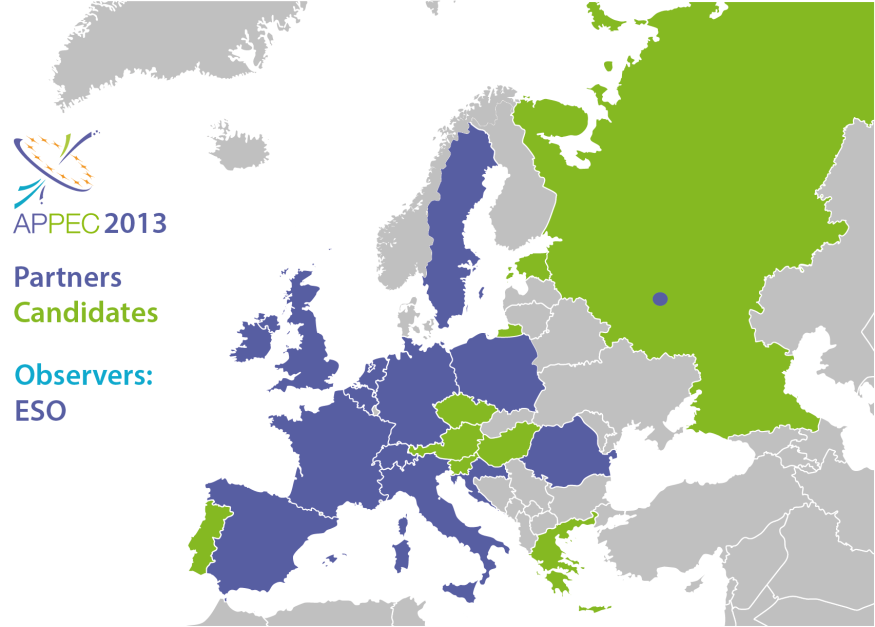 APPEC 2013
Partners
Candidates
Observers:
ESO